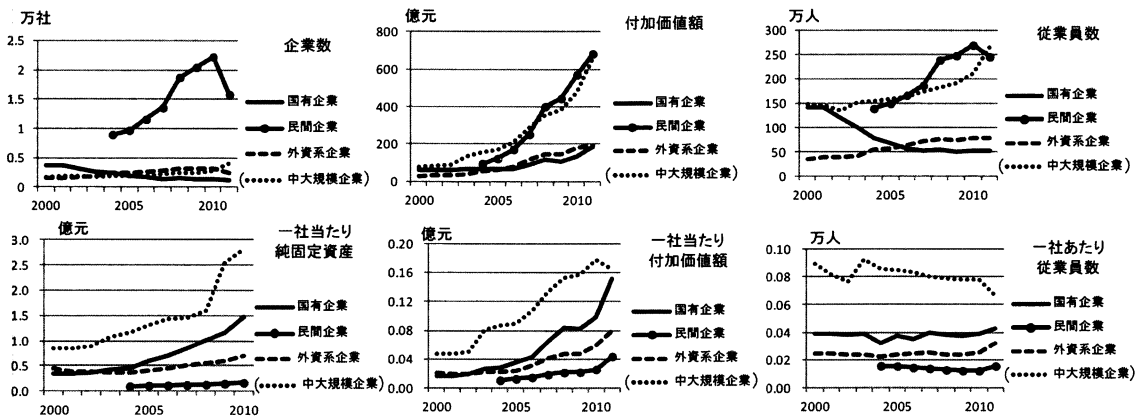 万社
企業数
2.5
2
1.5
1
0.5
0
2000
2005
2010
国有企業
民間企業
外資系企業
(中大規模企業)
億元
付加価値額
800
600
400
200
0
2000
2005
2010
国有企業
民間企業
外資系企業
(中大規模企業)
万人
従業員数
300
250
200
150
100
50
0
2000
2005
2010
国有企業
民間企業
外資系企業
(中大規模企業)
億元
一社当たり
純固定資産
3.0
2.5
2.0
1.5
1.0
0.5
0.0
2000
2005
2010
国有企業
民間企業
外資系企業
(中大規模企業)
億元
一社当たり
付加価値額
0.20
0.16
0.12
0.08
0.04
0.00
2000
2005
2010
国有企業
民間企業
外資系企業
(中大規模企業)
万人
一社あたり
従業員数
0.10
0.08
0.06
0.04
0.02
0.00
2000
2005
2010
国有企業
民間企業
外資系企業
(中大規模企業)